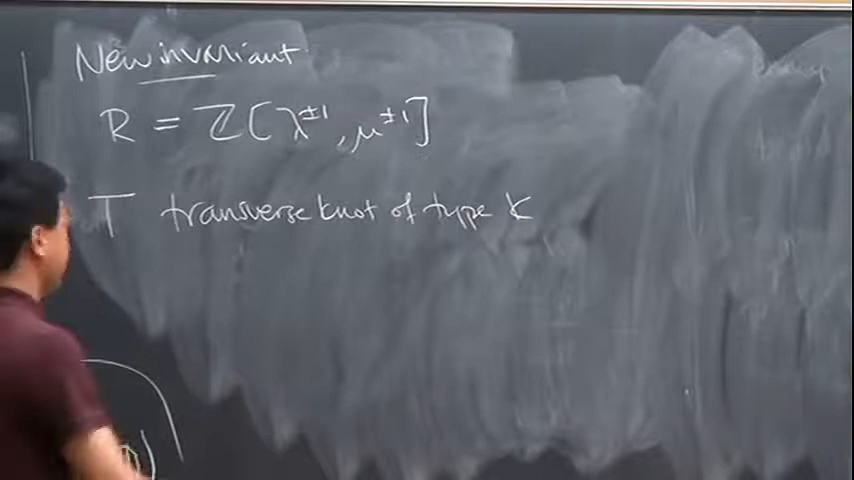 New invariant
R = ℤ[λ^{±1}, μ^{±1}]
T transverse knot of type K